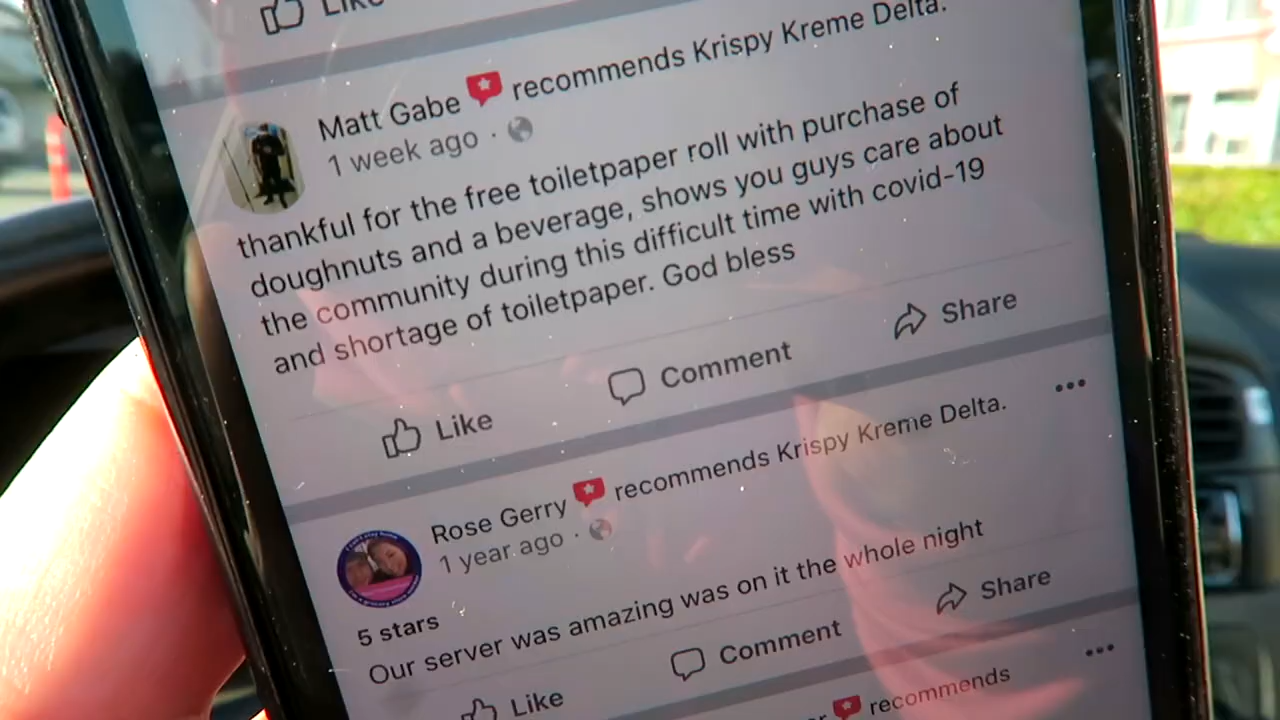 Like
Matt Gabe recommends Krispy Kreme Delta.
1 week ago ·
thankful for the free toiletpaper roll with purchase of
doughnuts and a beverage, shows you guys care about
the community during this difficult time with covid-19
and shortage of toiletpaper. God bless
Like Comment Share
Rose Gerry recommends Krispy Kreme Delta.
1 year ago ·
5 stars
Our server was amazing was on it the whole night
Like Comment Share
recommends